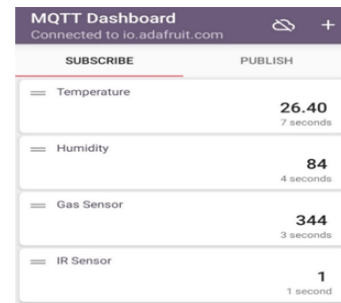 MQTT Dashboard
Connected to io.adafruit.com
+
SUBSCRIBE PUBLISH
Temperature
26.40
7 seconds
Humidity
84
4 seconds
Gas Sensor
344
3 seconds
IR Sensor
1
1 second